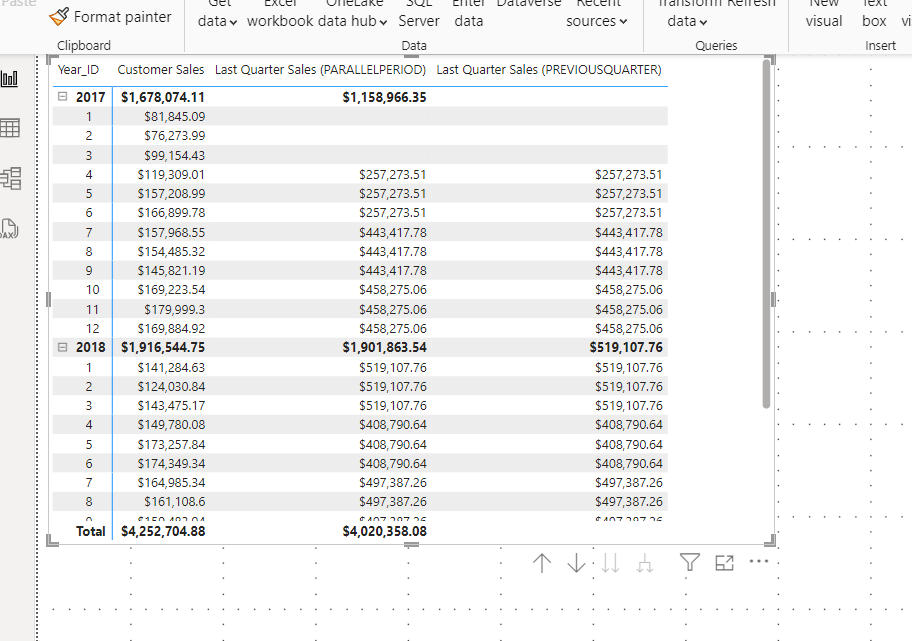 Paste
Format painter
Clipboard
Get data
Excel workbook
OneLake data hub
SQL Server
Enter data
Dataverse
Recent sources
Data
Transform data
Refresh
Queries
New visual
Text box
Insert
Year_ID Customer Sales Last Quarter Sales (PARALLELPERIOD) Last Quarter Sales (PREVIOUSQUARTER)
2017 $1,678,074.11 $1,158,966.35
1 $81,845.09
2 $76,273.99
3 $99,154.43
4 $119,309.01 $257,273.51 $257,273.51
5 $157,208.99 $257,273.51 $257,273.51
6 $166,899.78 $257,273.51 $257,273.51
7 $157,968.55 $443,417.78 $443,417.78
8 $154,485.32 $443,417.78 $443,417.78
9 $145,821.19 $443,417.78 $443,417.78
10 $169,223.54 $458,275.06 $458,275.06
11 $179,999.3 $458,275.06 $458,275.06
12 $169,884.92 $458,275.06 $458,275.06
2018 $1,916,544.75 $1,901,863.54 $519,107.76
1 $141,284.63 $519,107.76 $519,107.76
2 $124,030.84 $519,107.76 $519,107.76
3 $143,475.17 $519,107.76 $519,107.76
4 $149,780.08 $408,790.64 $408,790.64
5 $173,257.84 $408,790.64 $408,790.64
6 $174,349.34 $408,790.64 $408,790.64
7 $164,985.34 $497,387.26 $497,387.26
8 $161,108.6 $497,387.26 $497,387.26
Total $4,252,704.88 $4,020,358.08